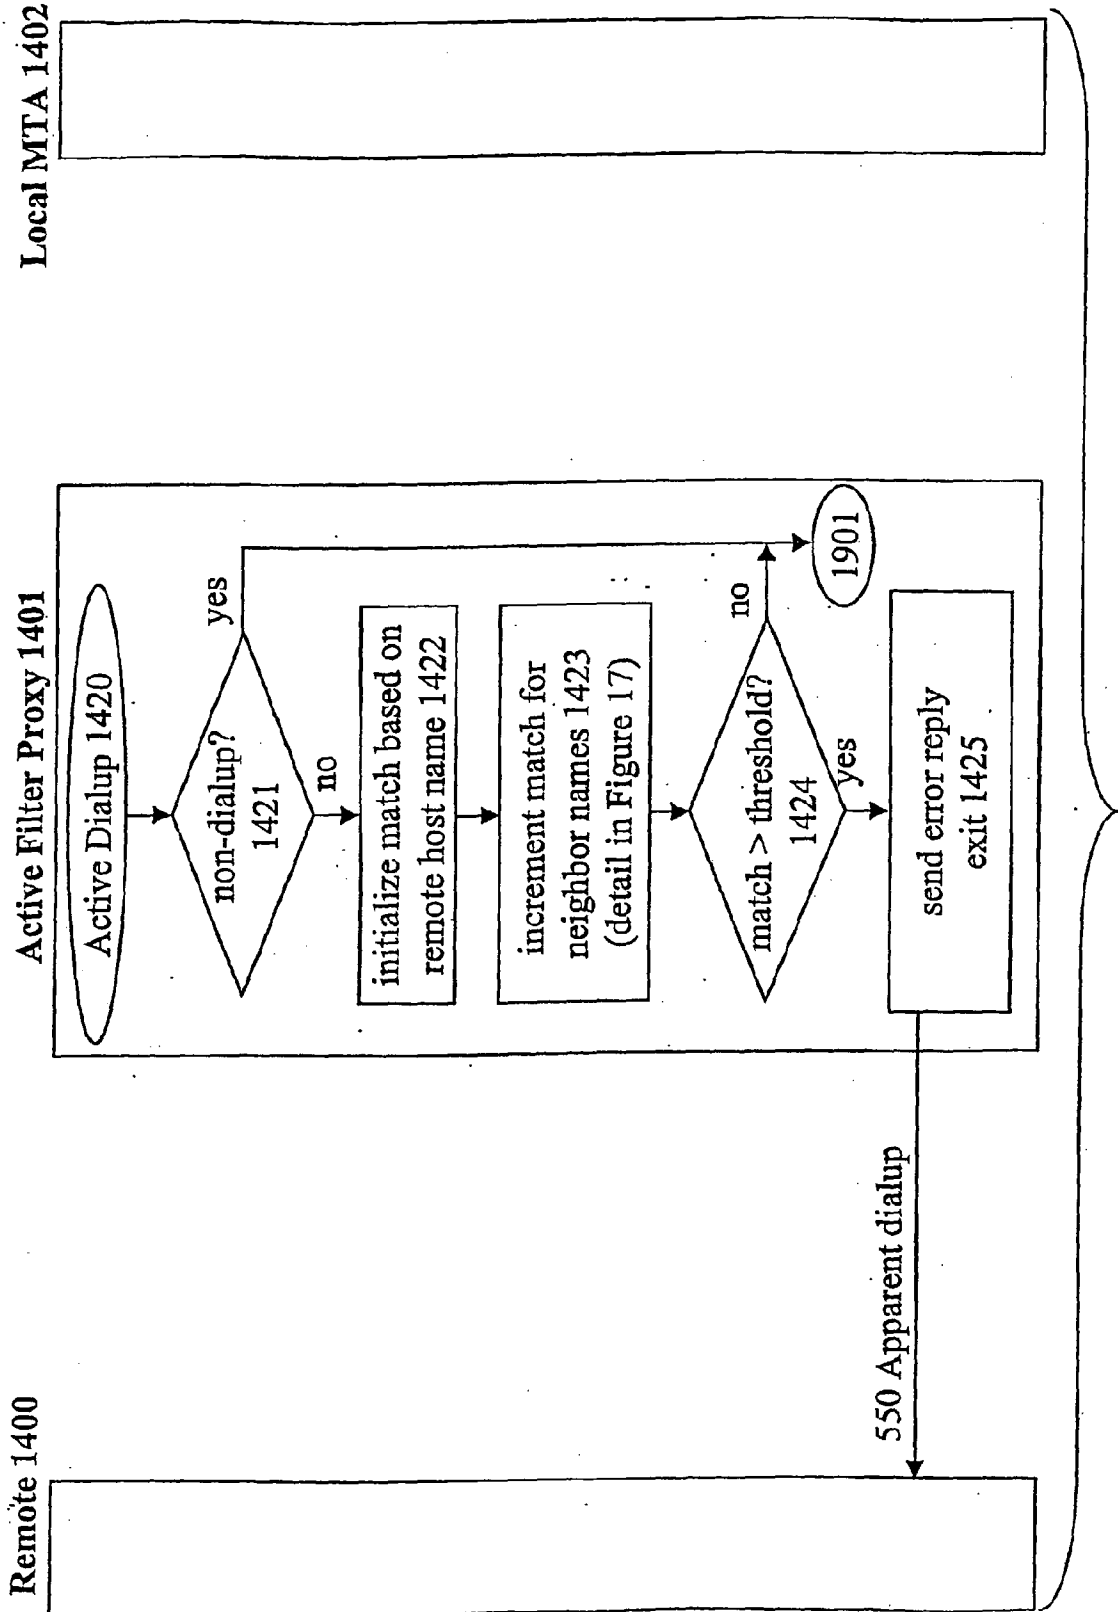 Remote 1400
Active Filter Proxy 1401
Local MTA 1402
Active Dialup 1420
non-dialup?
1421
yes
no
initialize match based on
remote host name 1422
increment match for
neighbor names 1423
(detail in Figure 17)
match > threshold?
1424
no
yes
1901
send error reply
exit 1425
550 Apparent dialup